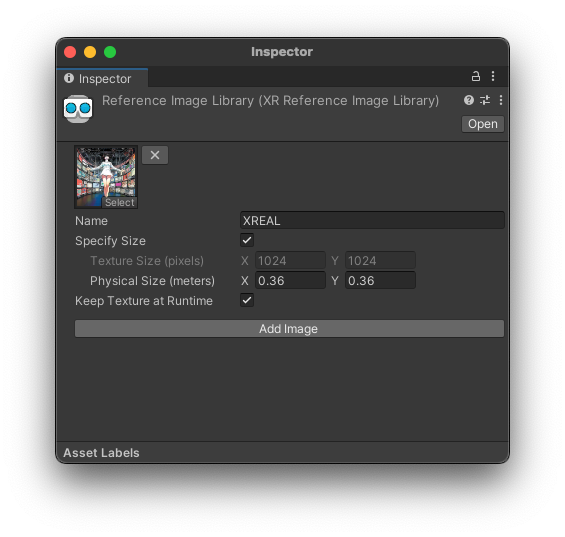 Inspector
Inspector
Reference Image Library (XR Reference Image Library)
Open
Select
Name XREAL
Specify Size
Texture Size (pixels) X 1024 Y 1024
Physical Size (meters) X 0.36 Y 0.36
Keep Texture at Runtime
Add Image
Asset Labels